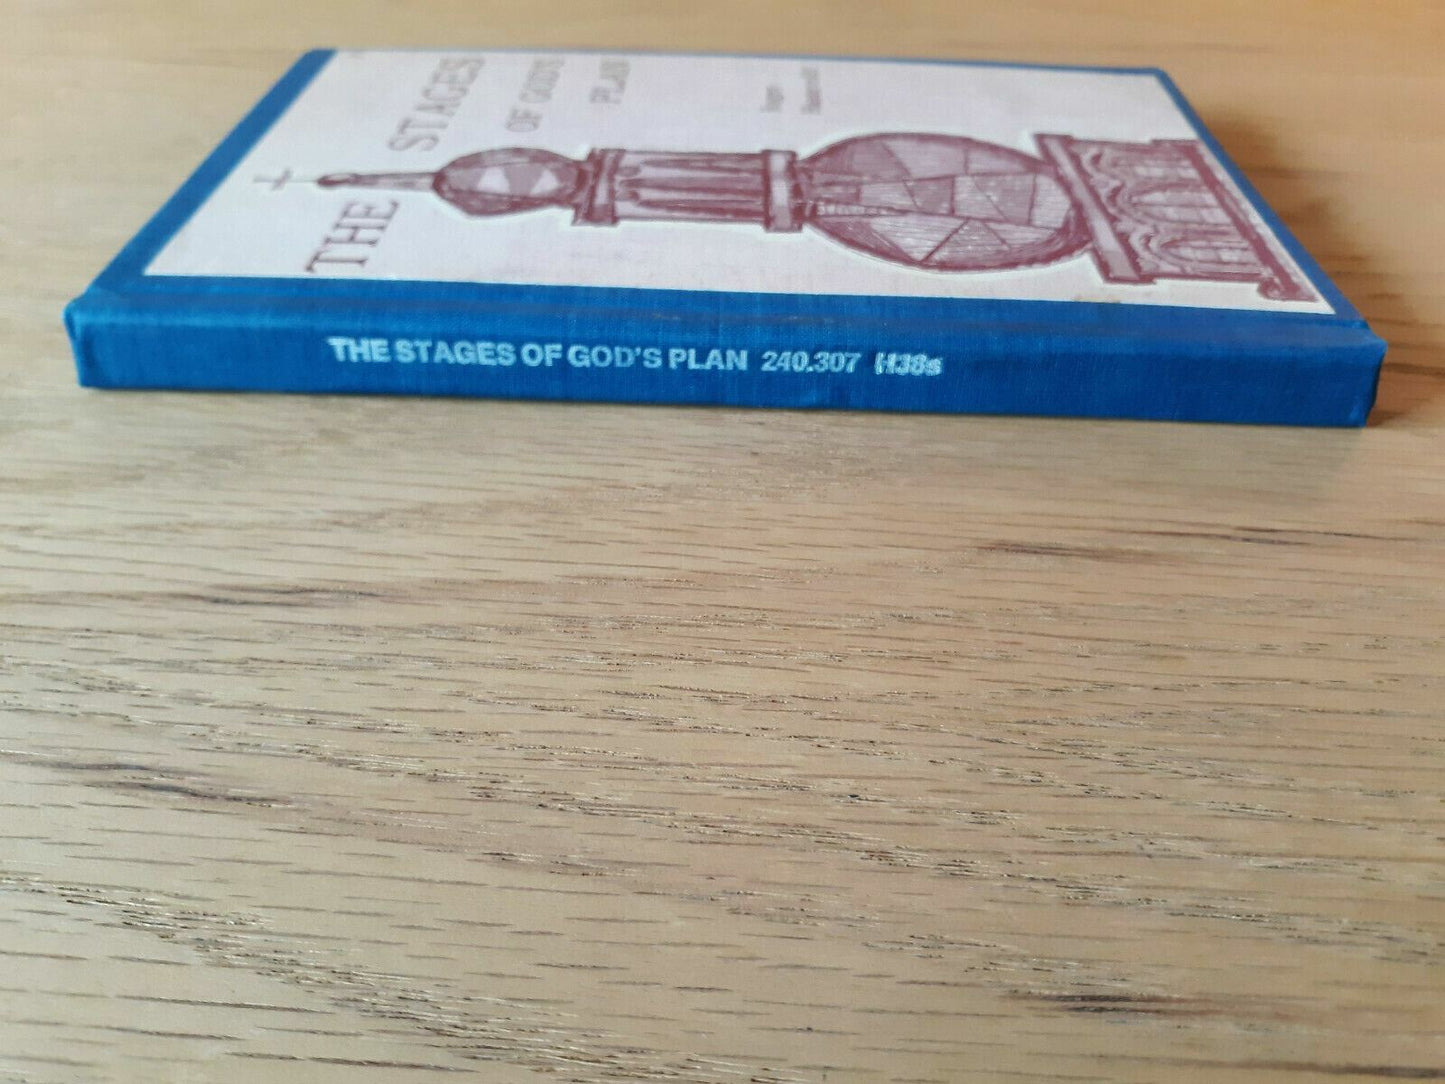 THE
STAGES
OF GOD'S
PLAN
THE STAGES OF GOD'S PLAN 240.307 H38s